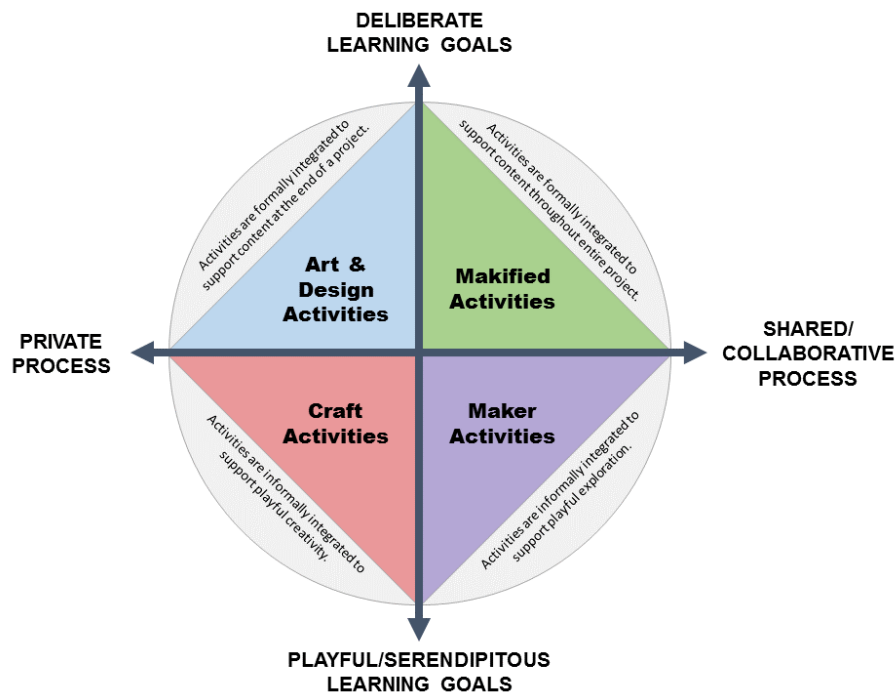 DELIBERATE
LEARNING GOALS
Activities are formally integrated to
support content at the end of a project.
Activities are formally integrated to
support content throughout entire project.
Art &
Design
Activities
Makified
Activities
PRIVATE
PROCESS
SHARED/
COLLABORATIVE
PROCESS
Craft
Activities
Maker
Activities
Activities are informally integrated to
support playful creativity.
Activities are informally integrated to
support playful exploration.
PLAYFUL/SERENDIPITOUS
LEARNING GOALS